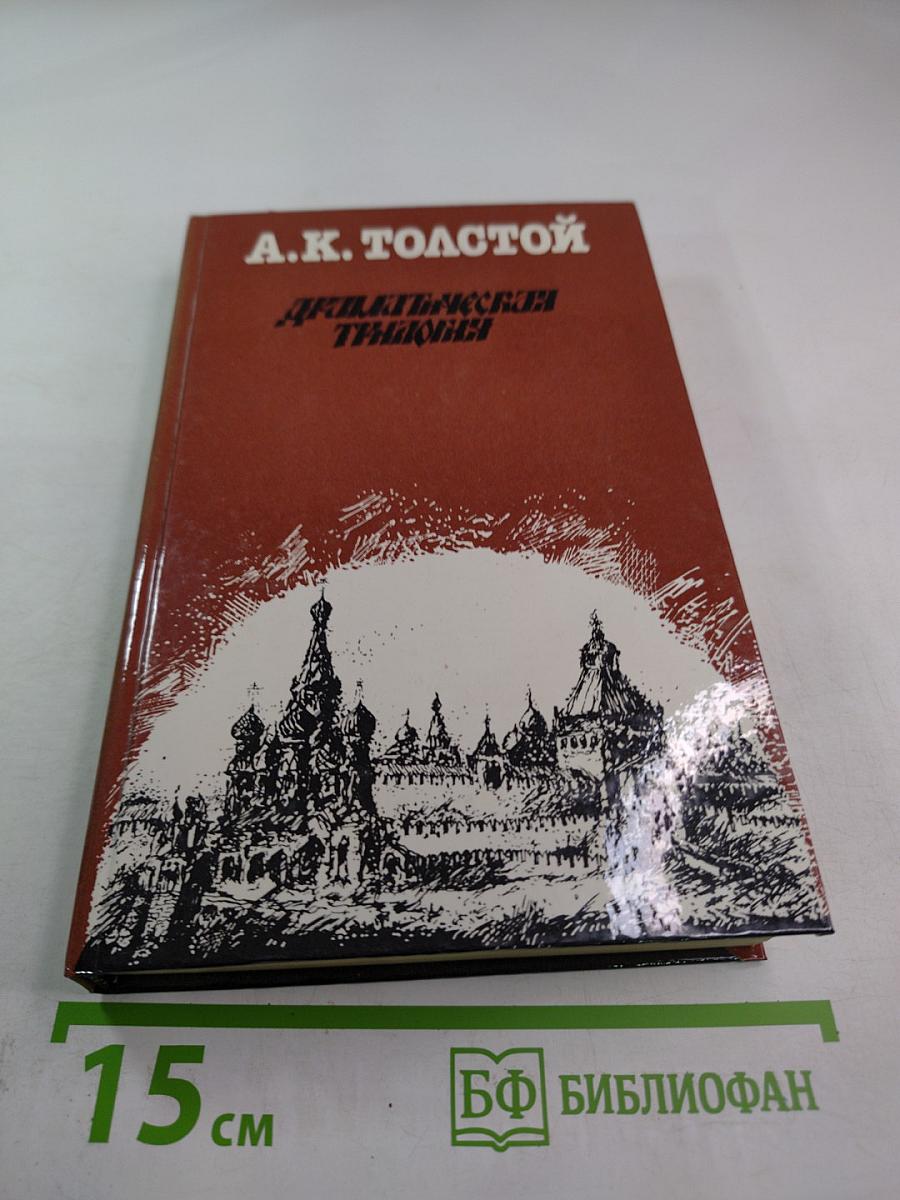 А.К. ТОЛСТОЙ
ДРАМАТИЧЕСКАЯ
ТРИЛОГИЯ
15 см
БФ БИБЛИОФАН